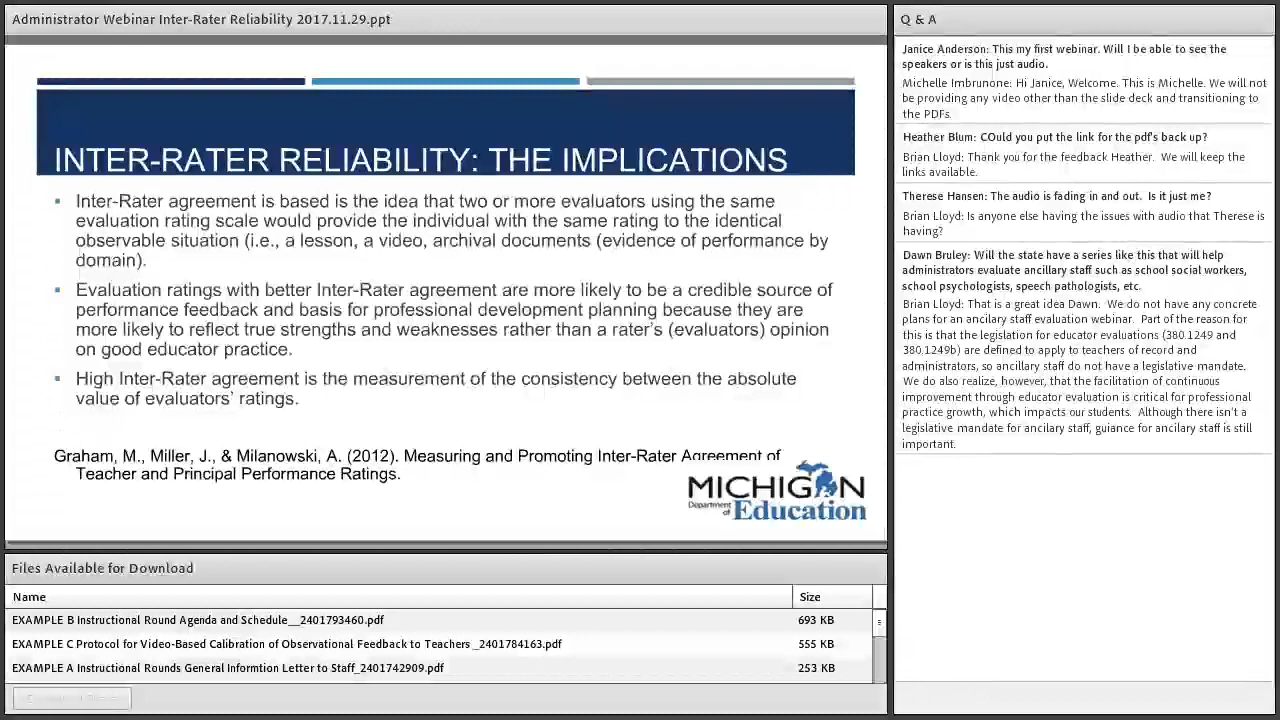 Administrator Webinar Inter-Rater Reliability 2017.11.29.ppt
INTER-RATER RELIABILITY: THE IMPLICATIONS
Inter-Rater agreement is based is the idea that two or more evaluators using the same
evaluation rating scale would provide the individual with the same rating to the identical
observable situation (i.e., a lesson, a video, archival documents (evidence of performance by
domain).
Evaluation ratings with better Inter-Rater agreement are more likely to be a credible source of
performance feedback and basis for professional development planning because they are
more likely to reflect true strengths and weaknesses rather than a rater's (evaluators) opinion
on good educator practice.
High Inter-Rater agreement is the measurement of the consistency between the absolute
value of evaluators' ratings.
Graham, M., Miller, J., & Milanowski, A. (2012). Measuring and Promoting Inter-Rater Agreement of
Teacher and Principal Performance Ratings.
MICHIGAN
Department
of Education
Files Available for Download
Name Size
EXAMPLE B Instructional Round Agenda and Schedule__2401793460.pdf 693 KB
EXAMPLE C Protocol for Video-Based Calibration of Observational Feedback to Teachers _2401784163.pdf 555 KB
EXAMPLE A Instructional Rounds General Informtion Letter to Staff_2401742909.pdf 253 KB
Q & A
Janice Anderson: This my first webinar. Will I be able to see the
speakers or is this just audio.
Michelle Imbrunone: Hi Janice, Welcome. This is Michelle. We will not
be providing any video other than the slide deck and transitioning to
the PDFs.
Heather Blum: COuld you put the link for the pdf's back up?
Brian Lloyd: Thank you for the feedback Heather. We will keep the
links available.
Therese Hansen: The audio is fading in and out. Is it just me?
Brian Lloyd: Is anyone else having the issues with audio that Therese is
having?
Dawn Bruley: Will the state have a series like this that will help
administrators evaluate ancillary staff such as school social workers,
school psychologists, speech pathologists, etc.
Brian Lloyd: That is a great idea Dawn. We do not have any concrete
plans for an ancilary staff evaluation webinar. Part of the reason for
this is that the legislation for educator evaluations (380.1249 and
380.1249b) are defined to apply to teachers of record and
administrators, so ancillary staff do not have a legislative mandate.
We do also realize, however, that the facilitation of continuous
improvement through educator evaluation is critical for professional
practice growth, which impacts our students. Although there isn't a
legislative mandate for ancilary staff, guiance for ancilary staff is still
important.